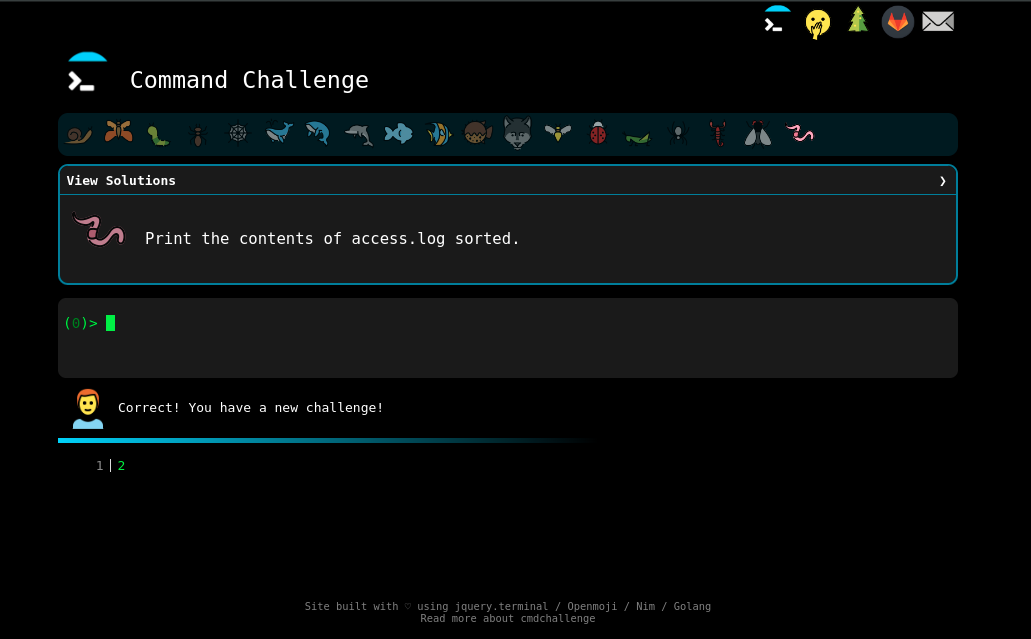 Command Challenge
View Solutions ❯
Print the contents of access.log sorted.
(0)>
Correct! You have a new challenge!
1 | 2
Site built with ♡ using jquery.terminal / Openmoji / Nim / Golang
Read more about cmdchallenge